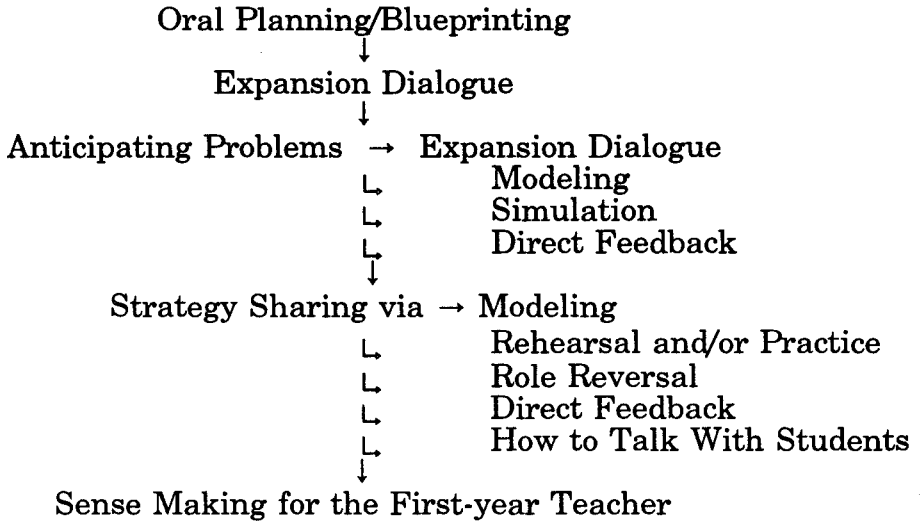 Oral Planning/Blueprinting
↓
Expansion Dialogue
↓
Anticipating Problems → Expansion Dialogue
↳ Modeling
↳ Simulation
↳ Direct Feedback
↓
Strategy Sharing via → Modeling
↳ Rehearsal and/or Practice
↳ Role Reversal
↳ Direct Feedback
↳ How to Talk With Students
↓
Sense Making for the First-year Teacher